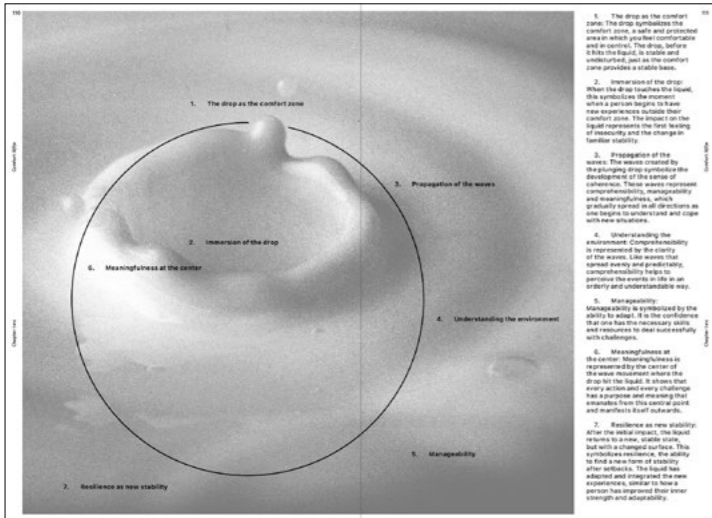 110
111
1. The drop as the comfort zone
3. Propagation of the waves
2. Immersion of the drop
6. Meaningfulness at the center
4. Understanding the environment
5. Manageability
7. Resilience as new stability
Chapter two
Chapter two
1. The drop as the comfort
zone: The drop symbolizes the
comfort zone, a safe and protected
area in which you feel comfortable
and in control. The drop, before
it hits the liquid, is stable and
undisturbed, just as the comfort
zone provides a stable base.
2. Immersion of the drop:
When the drop touches the liquid,
this symbolizes the moment
when a person begins to have
new experiences outside their
comfort zone. The impact on the
liquid represents the first feeling
of insecurity and the change in
familiar stability.
3. Propagation of the
waves: The waves created by
the plunging drop symbolize the
development of the sense of
coherence. These waves represent
comprehensibility, manageability
and meaningfulness, which
gradually spread in all directions as
one begins to understand and cope
with new situations.
4. Understanding the
environment: Comprehensibility
is represented by the clarity
of the waves. Like waves that
spread evenly and predictably,
comprehensibility helps to
perceive the events in life in an
orderly and understandable way.
5. Manageability:
Manageability is symbolized by the
ability to adapt. It is the confidence
that one has the necessary skills
and resources to deal successfully
with challenges.
6. Meaningfulness at
the center: Meaningfulness is
represented by the center of
the wave movement where the
drop hit the liquid. It shows that
every action and every challenge
has a purpose and meaning that
emanates from this central point
and manifests itself outwards.
7. Resilience as new stability:
After the initial impact, the liquid
returns to a new, stable state,
but with a changed surface. This
symbolizes resilience, the ability
to find a new form of stability
after setbacks. The liquid has
adapted and integrated the new
experiences, similar to how a
person has improved their inner
strength and adaptability.